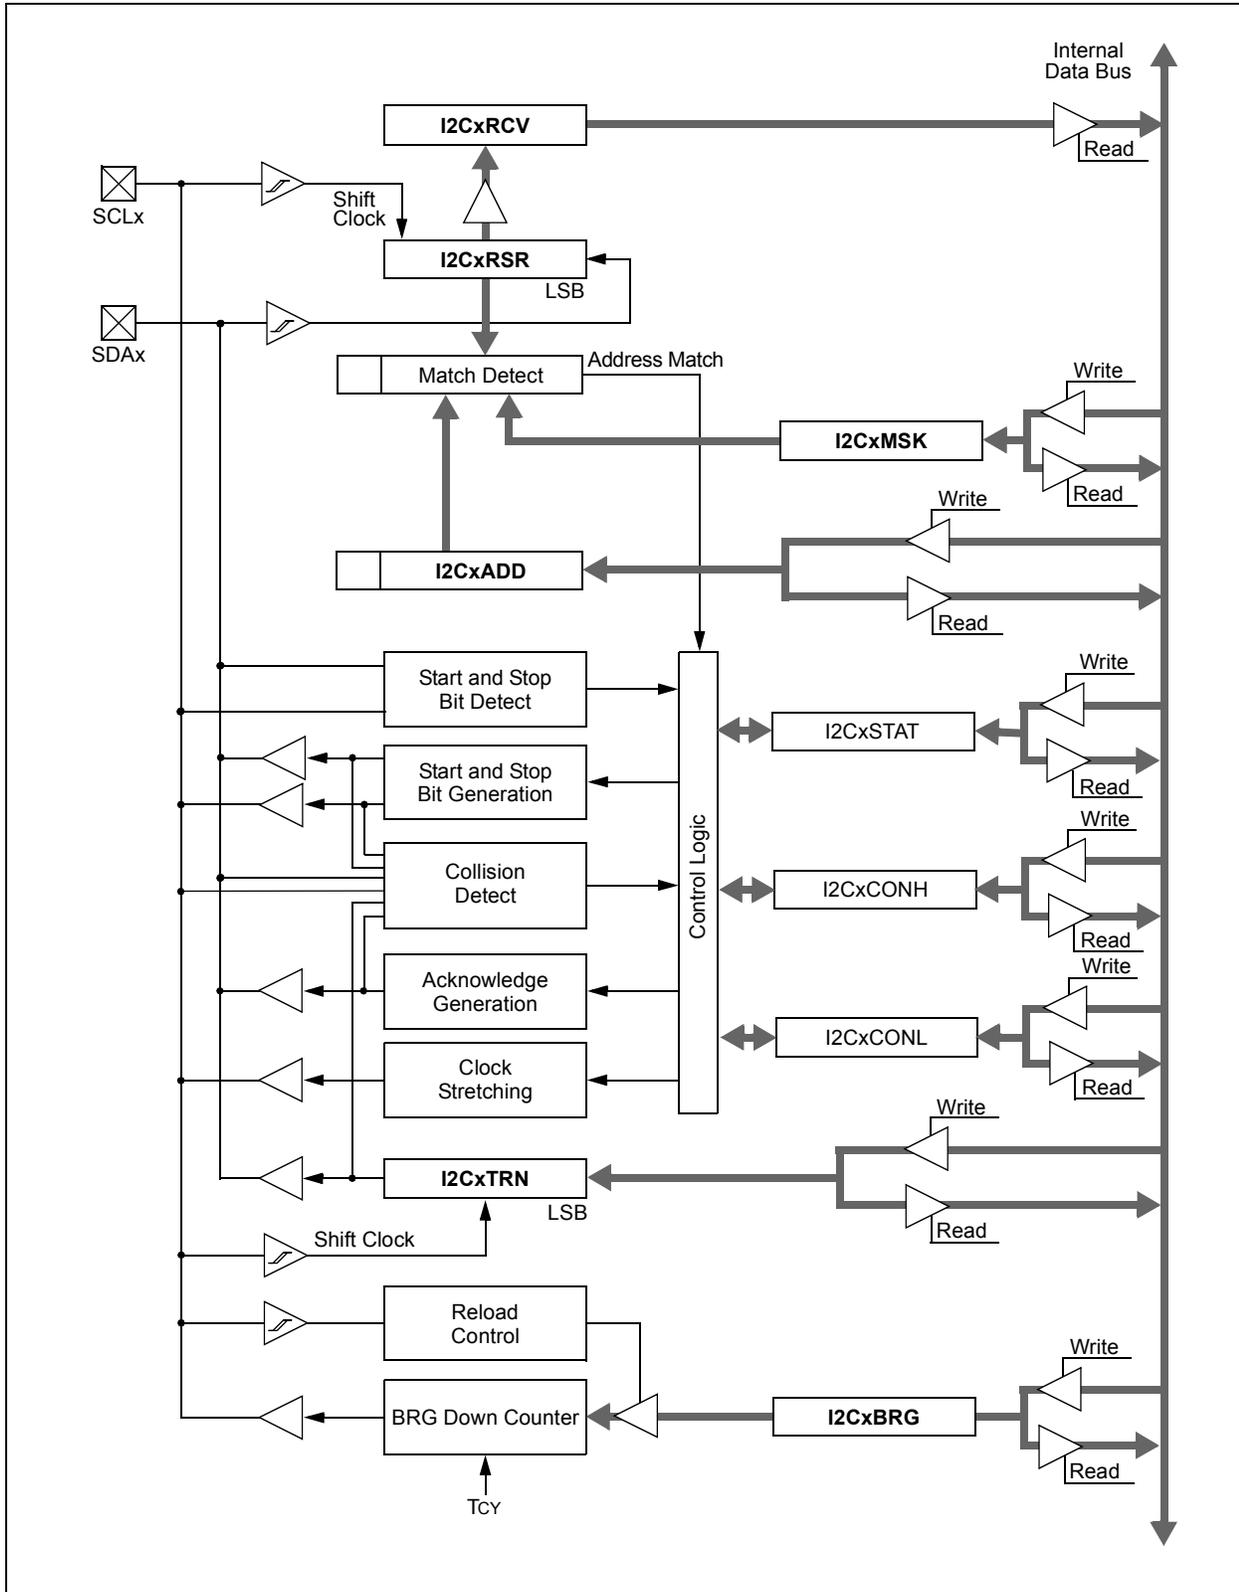 Internal
Data Bus
I2CxRCV
Read
SCLx
Shift
Clock
I2CxRSR
LSB
SDAx
Match Detect
Address Match
Write
I2CxMSK
Read
Write
I2CxADD
Read
Start and Stop
Bit Detect
Write
I2CxSTAT
Read
Start and Stop
Bit Generation
Control Logic
Collision
Detect
Write
I2CxCONH
Read
Acknowledge
Generation
Write
I2CxCONL
Read
Clock
Stretching
Write
I2CxTRN
LSB
Read
Shift Clock
Reload
Control
Write
BRG Down Counter
I2CxBRG
Read
TCY